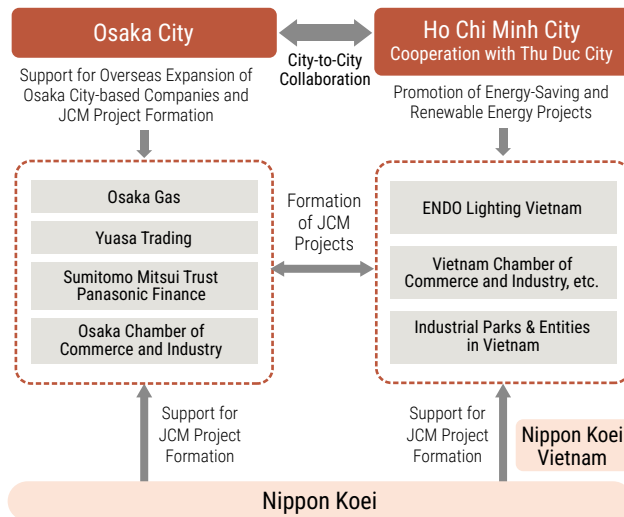 Osaka City
City-to-City
Collaboration
Ho Chi Minh City
Cooperation with Thu Duc City
Support for Overseas Expansion of
Osaka City-based Companies and
JCM Project Formation
Promotion of Energy-Saving and
Renewable Energy Projects
Osaka Gas
Yuasa Trading
Sumitomo Mitsui Trust
Panasonic Finance
Osaka Chamber of
Commerce and Industry
Formation
of JCM
Projects
ENDO Lighting Vietnam
Vietnam Chamber of
Commerce and Industry, etc.
Industrial Parks & Entities
in Vietnam
Support for
JCM Project
Formation
Support for
JCM Project
Formation
Nippon Koei
Vietnam
Nippon Koei